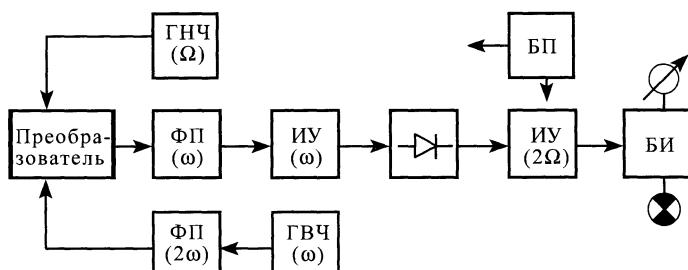 ГНЧ
(Ω)
БП
Преобра-
зователь
ФП
(ω)
ИУ
(ω)
ИУ
(2Ω)
БИ
ФП
(2ω)
ГВЧ
(ω)